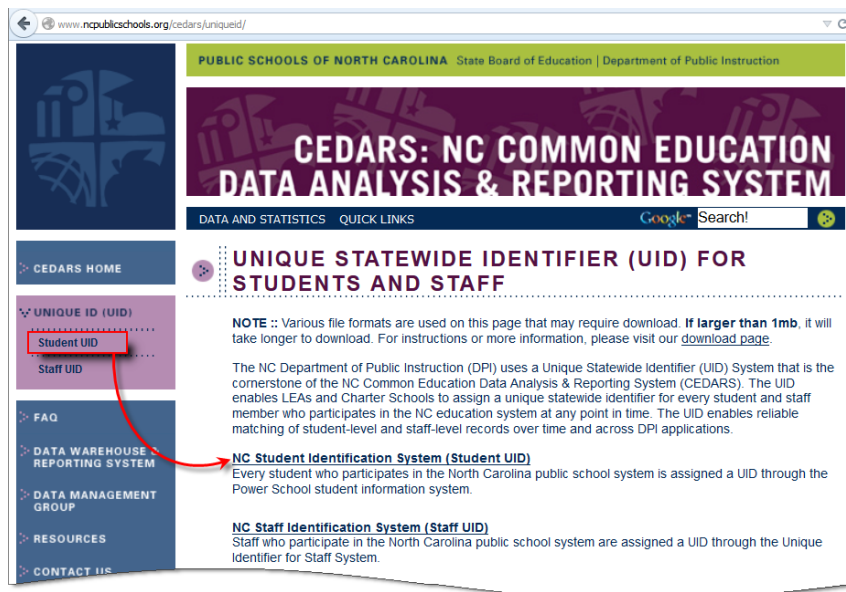 www.ncpublicschools.org/cedars/uniqueid/
PUBLIC SCHOOLS OF NORTH CAROLINA State Board of Education | Department of Public Instruction
CEDARS: NC COMMON EDUCATION
DATA ANALYSIS & REPORTING SYSTEM
DATA AND STATISTICS QUICK LINKS
Google™ Search!
CEDARS HOME
UNIQUE ID (UID)
Student UID
Staff UID
FAQ
DATA WAREHOUSE &
REPORTING SYSTEM
DATA MANAGEMENT
GROUP
RESOURCES
CONTACT US
UNIQUE STATEWIDE IDENTIFIER (UID) FOR
STUDENTS AND STAFF
NOTE :: Various file formats are used on this page that may require download. If larger than 1mb, it will
take longer to download. For instructions or more information, please visit our download page.
The NC Department of Public Instruction (DPI) uses a Unique Statewide Identifier (UID) System that is the
cornerstone of the NC Common Education Data Analysis & Reporting System (CEDARS). The UID
enables LEAs and Charter Schools to assign a unique statewide identifier for every student and staff
member who participates in the NC education system at any point in time. The UID enables reliable
matching of student-level and staff-level records over time and across DPI applications.
NC Student Identification System (Student UID)
Every student who participates in the North Carolina public school system is assigned a UID through the
Power School student information system.
NC Staff Identification System (Staff UID)
Staff who participate in the North Carolina public school system are assigned a UID through the Unique
Identifier for Staff System.